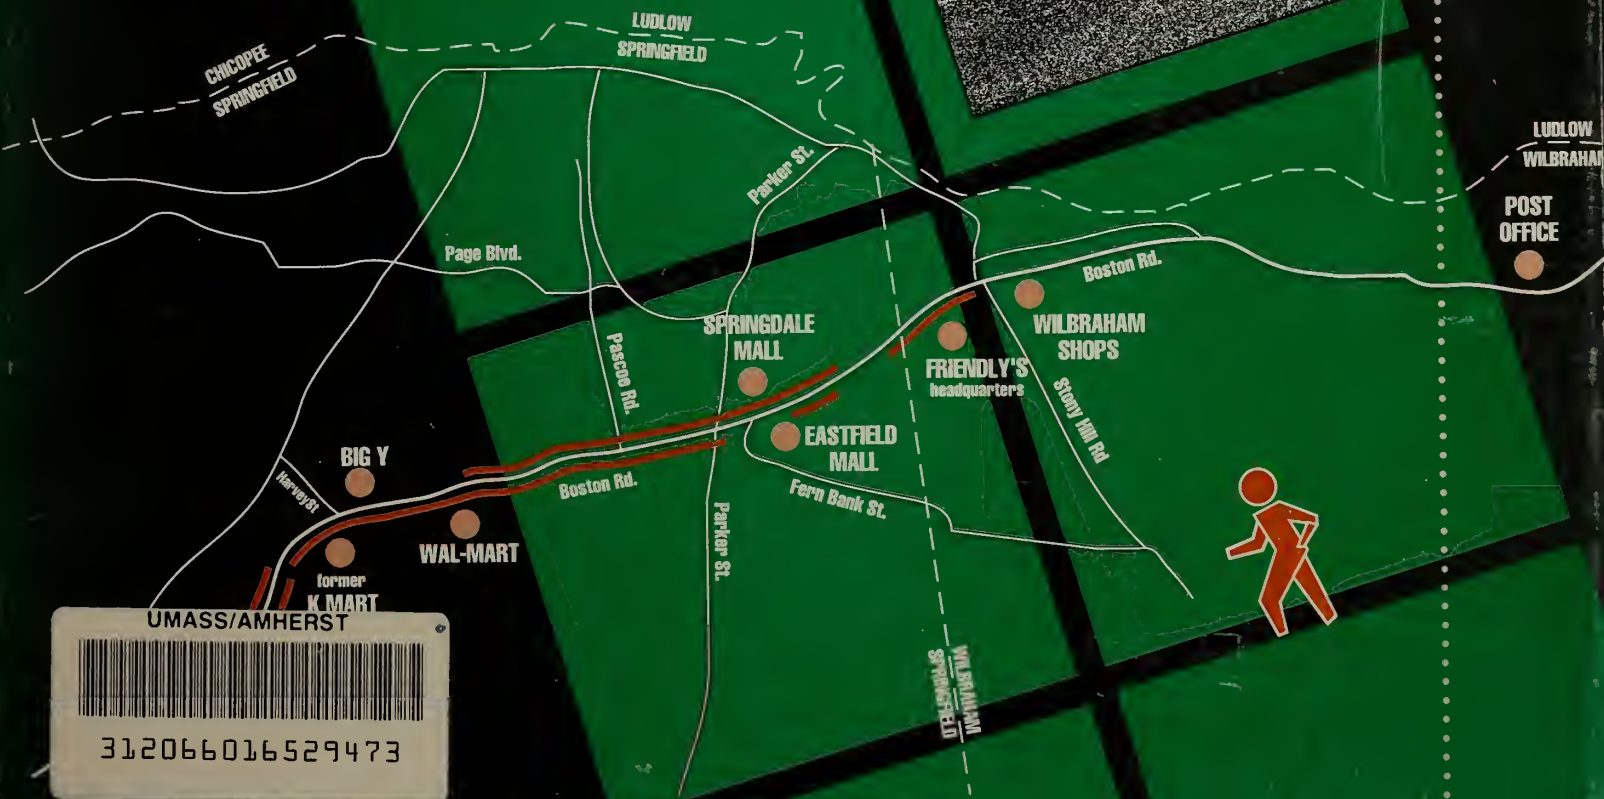 LUDLOW
SPRINGFIELD
CHICOPEE
SPRINGFIELD
LUDLOW
WILBRAHAM
Parker St.
POST
OFFICE
Page Blvd.
Boston Rd.
SPRINGDALE
MALL
WILBRAHAM
SHOPS
Pascoe Rd.
FRIENDLY'S
headquarters
Stony Hill Rd
EASTFIELD
MALL
BIG Y
Harvey St
Boston Rd.
Fern Bank St.
WAL-MART
Parker St.
former
K MART
UMASS/AMHERST
312066016529473
WILBRAHAM
SPRINGFIELD